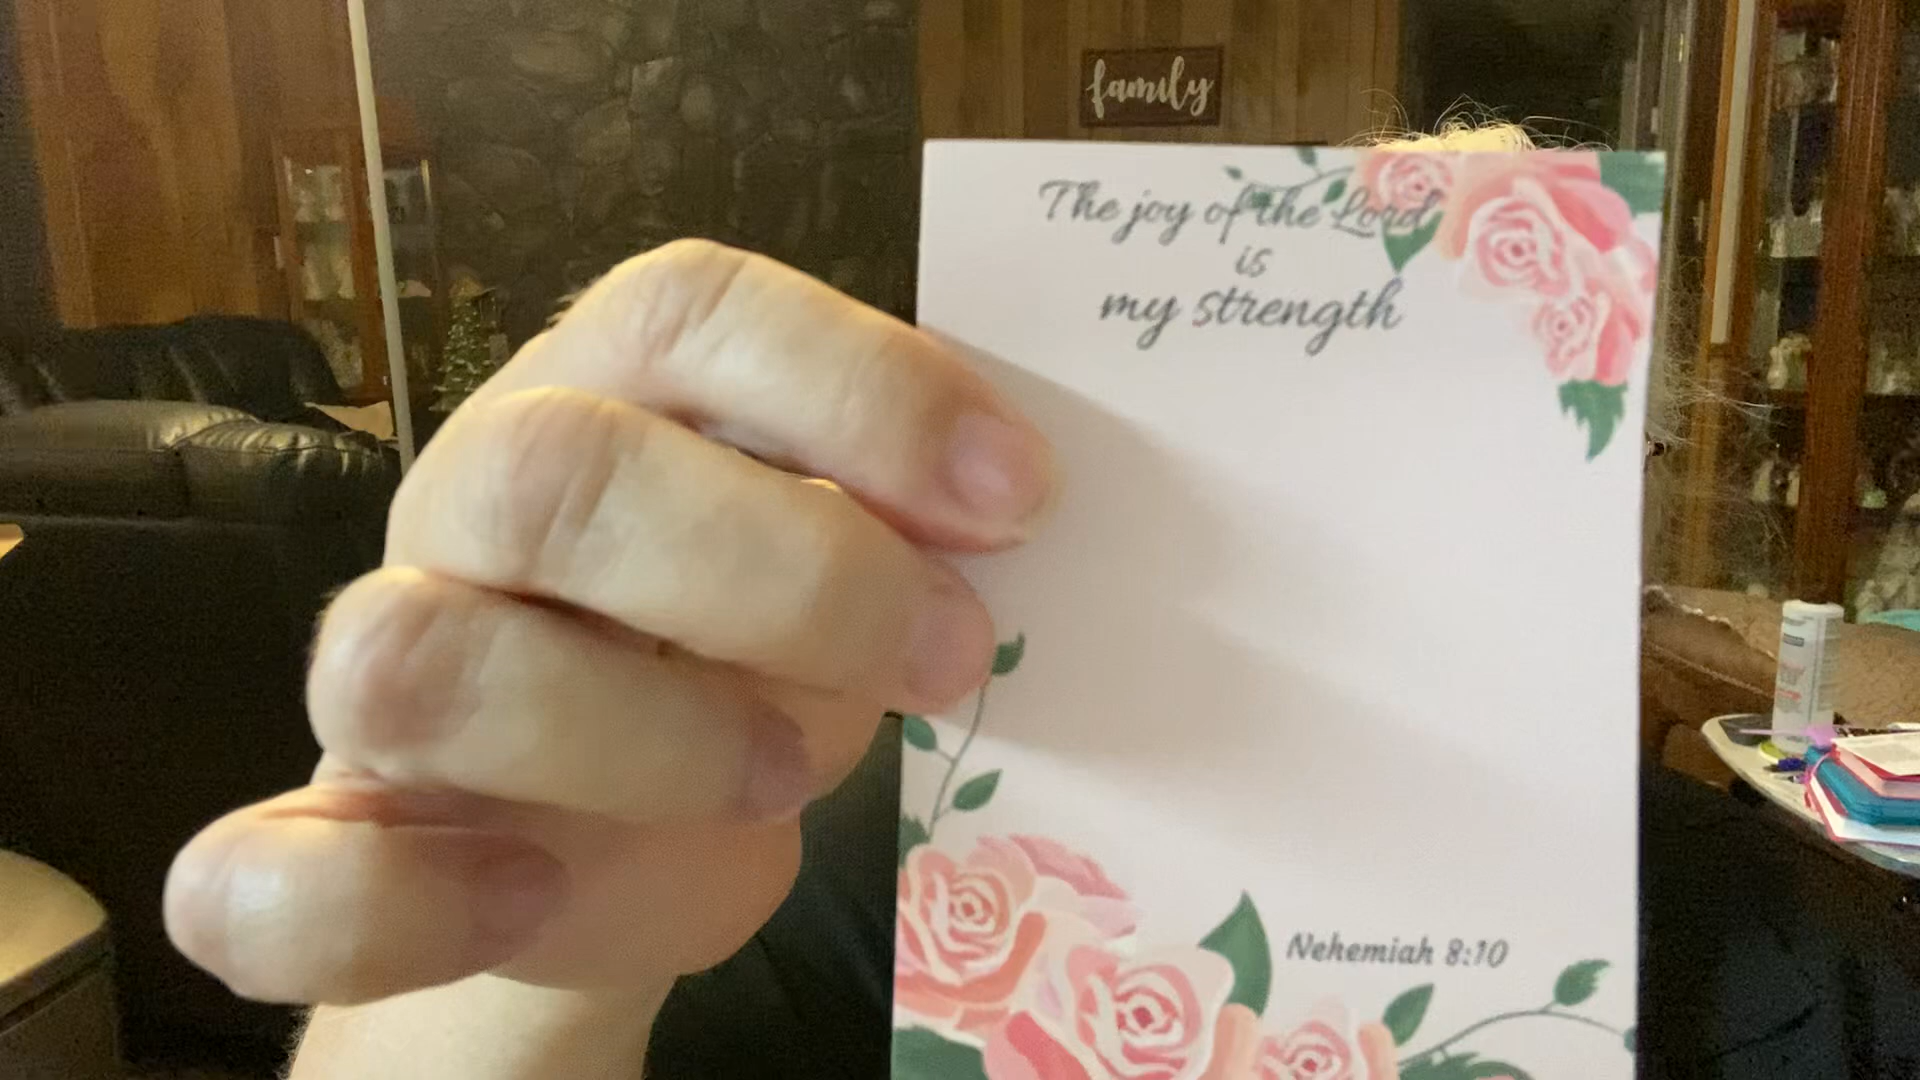 family
The joy of the Lord
is
my strength
Nehemiah 8:10